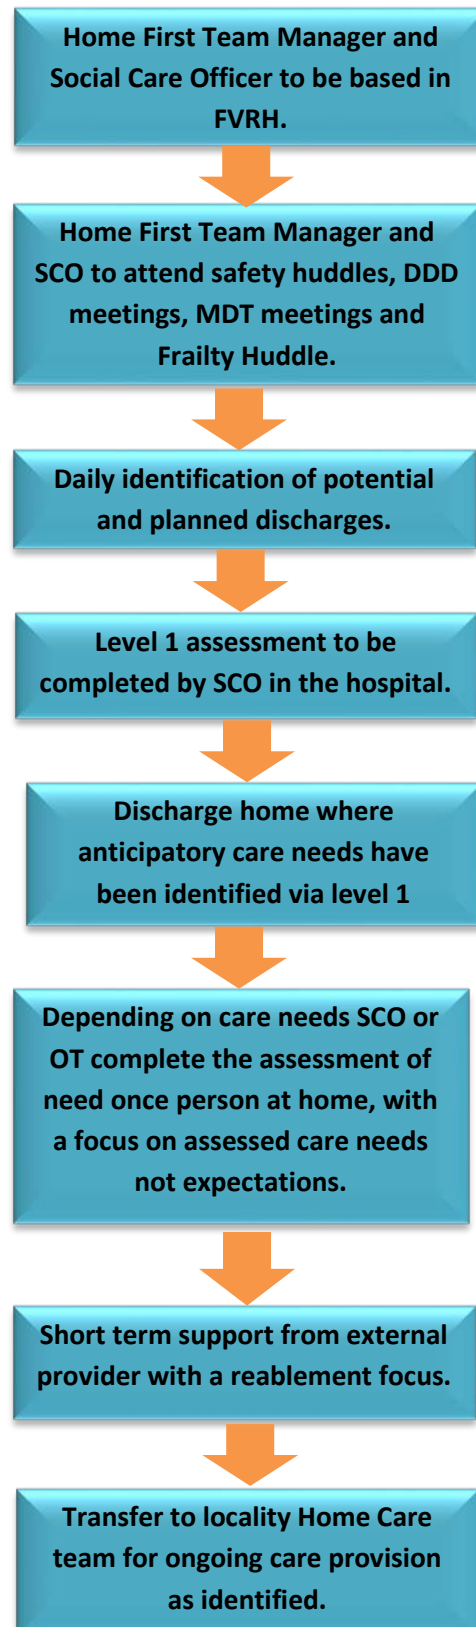 Home First Team Manager and
Social Care Officer to be based in
FVRH.
Home First Team Manager and
SCO to attend safety huddles, DDD
meetings, MDT meetings and
Frailty Huddle.
Daily identification of potential
and planned discharges.
Level 1 assessment to be
completed by SCO in the hospital.
Discharge home where
anticipatory care needs have
been identified via level 1
Depending on care needs SCO or
OT complete the assessment of
need once person at home, with
a focus on assessed care needs
not expectations.
Short term support from external
provider with a reablement focus.
Transfer to locality Home Care
team for ongoing care provision
as identified.